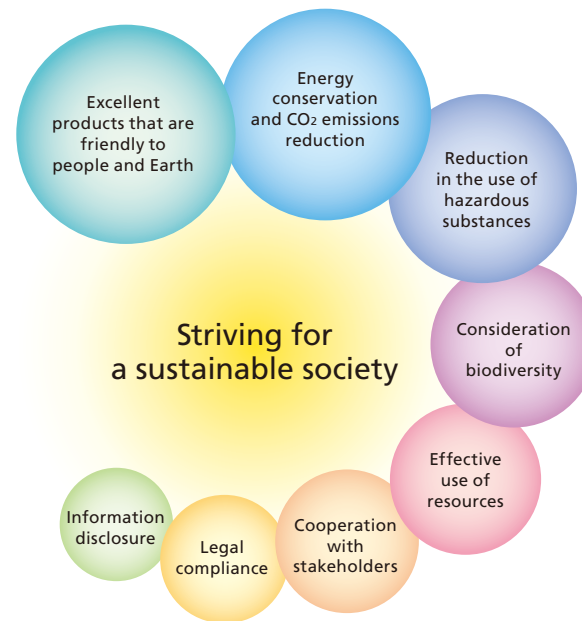 Excellent
products that are
friendly to
people and Earth
Energy
conservation
and CO₂ emissions
reduction
Reduction
in the use of
hazardous
substances
Consideration
of
biodiversity
Effective
use of
resources
Cooperation
with
stakeholders
Legal
compliance
Information
disclosure
Striving for
a sustainable society